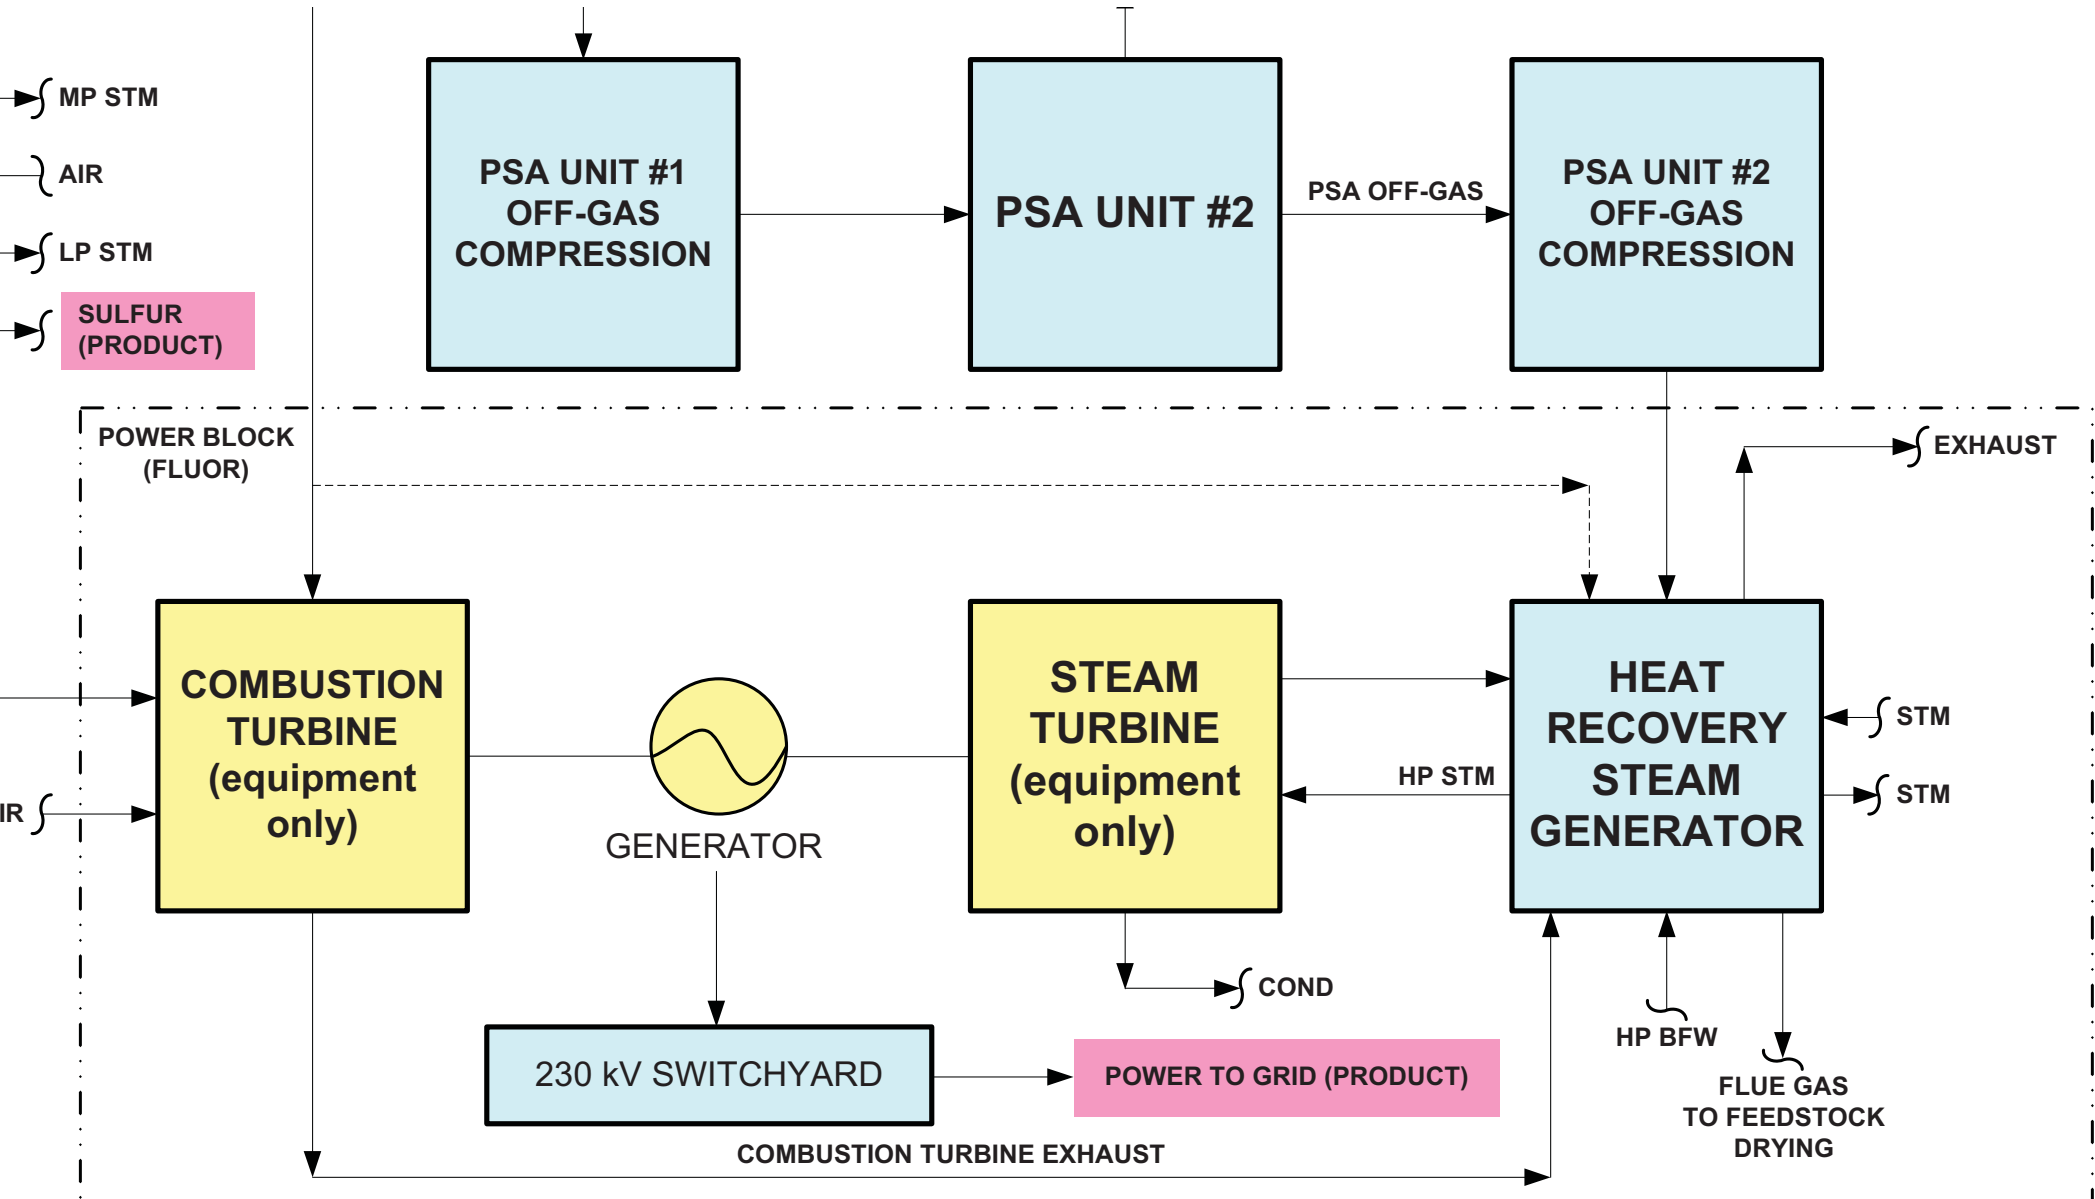 MP STM
AIR
LP STM
SULFUR
(PRODUCT)
PSA UNIT #1
OFF-GAS
COMPRESSION
PSA UNIT #2
PSA OFF-GAS
PSA UNIT #2
OFF-GAS
COMPRESSION
POWER BLOCK
(FLUOR)
EXHAUST
COMBUSTION
TURBINE
(equipment
only)
GENERATOR
STEAM
TURBINE
(equipment
only)
HP STM
HEAT
RECOVERY
STEAM
GENERATOR
STM
STM
IR
COND
HP BFW
FLUE GAS
TO FEEDSTOCK
DRYING
230 kV SWITCHYARD
POWER TO GRID (PRODUCT)
COMBUSTION TURBINE EXHAUST